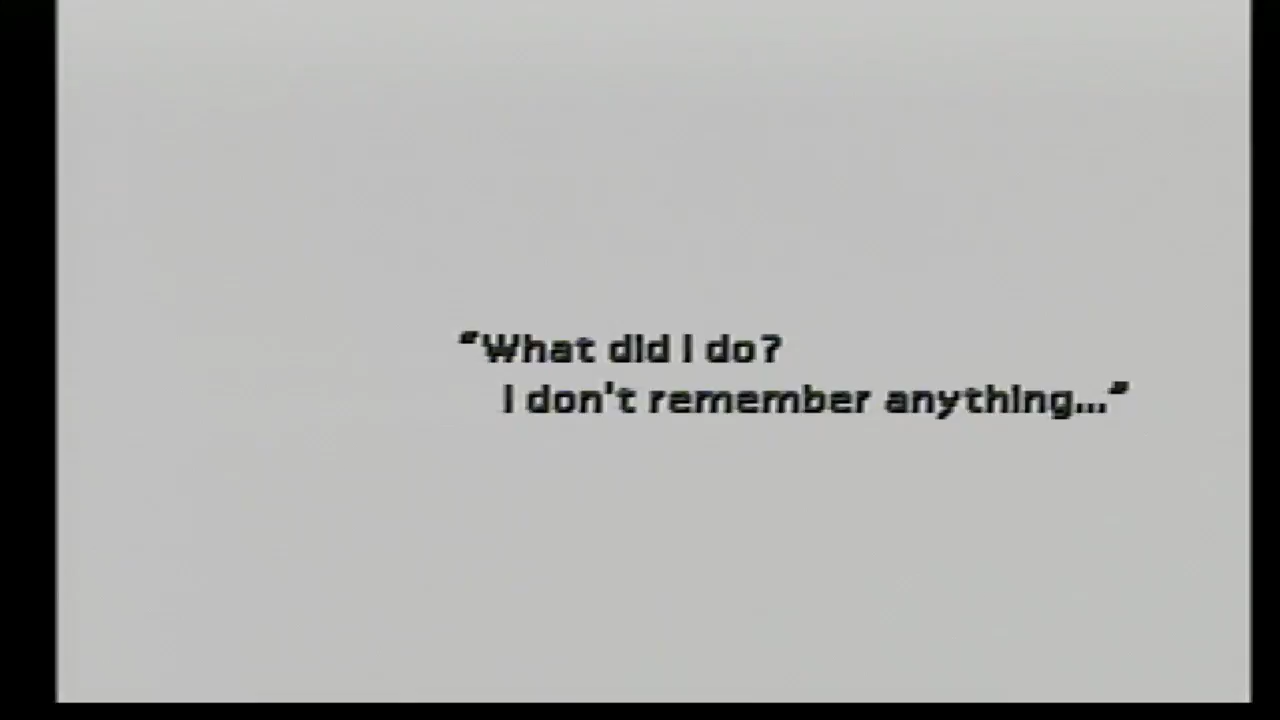 “What did I do?
I don't remember anything...”